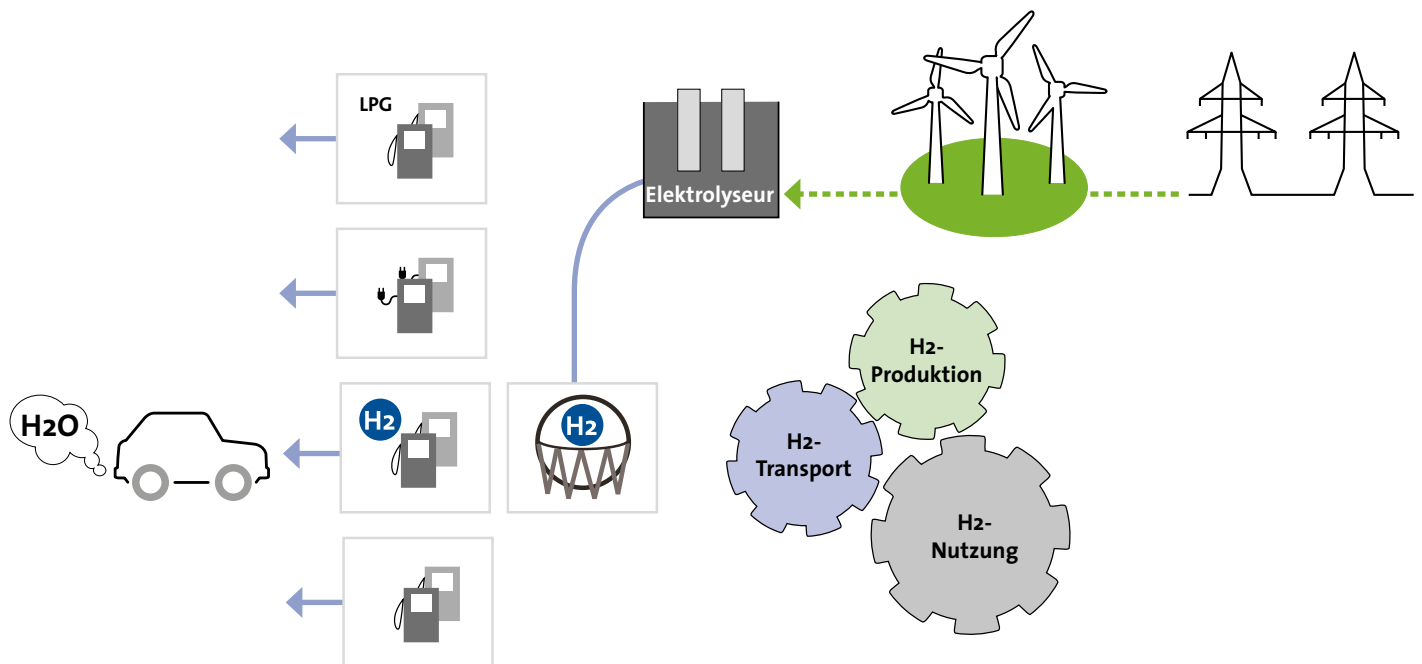 LPG
Elektrolyseur
H2-
Produktion
H2
H2
H2O
H2-
Transport
H2-
Nutzung